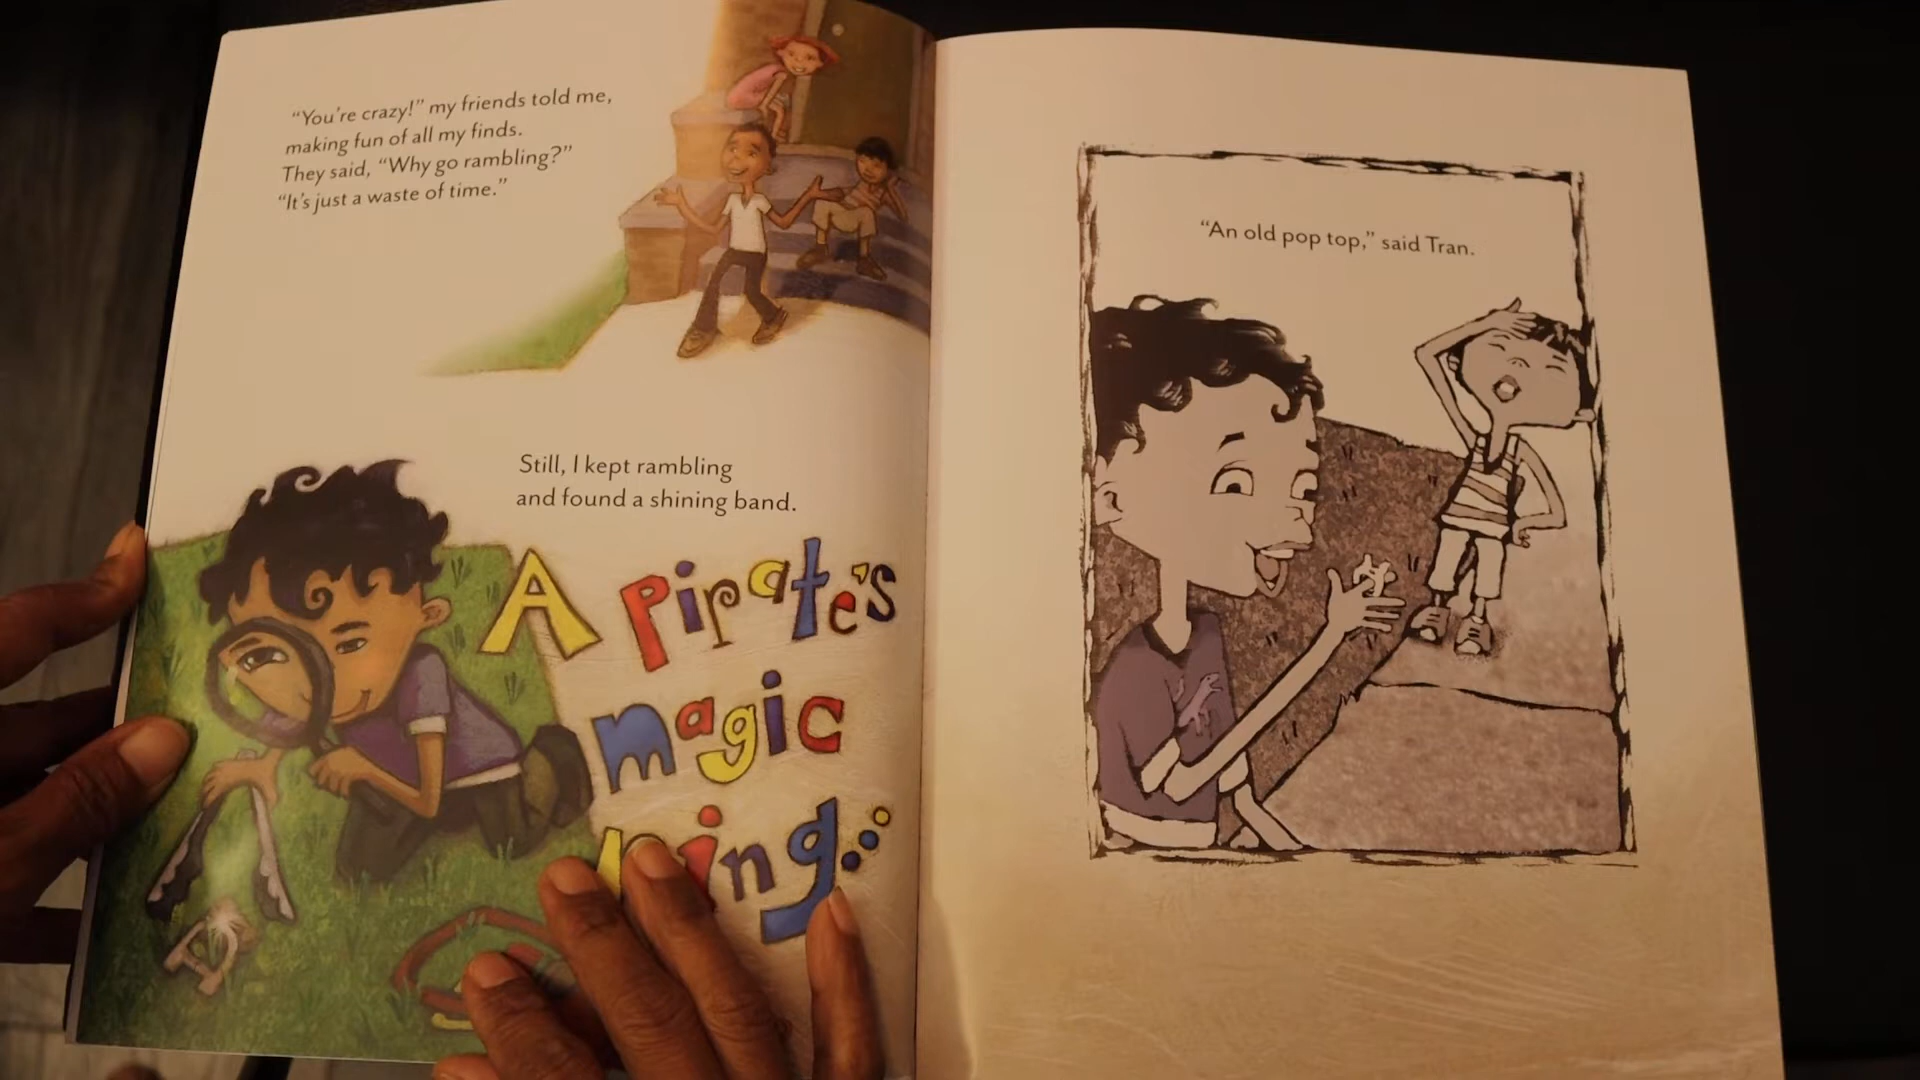 “You’re crazy!” my friends told me,
making fun of all my finds.
They said, “Why go rambling?”
“It’s just a waste of time.”
Still, I kept rambling
and found a shining band.
A pirate’s
magic
ring...
“An old pop top,” said Tran.